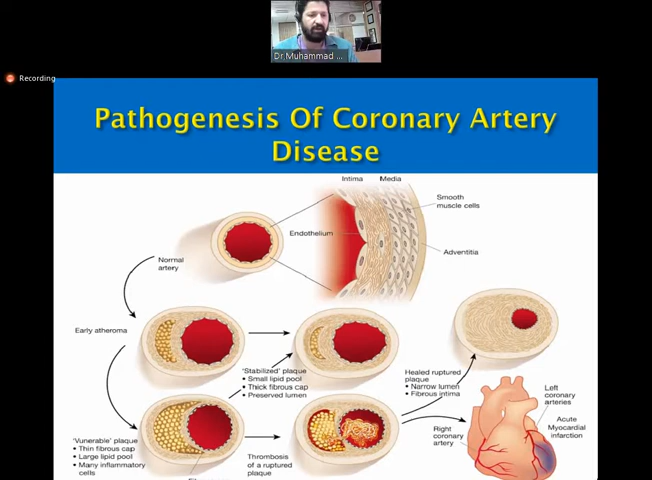 Dr.Muhammad ...
Recording
Pathogenesis Of Coronary Artery
Disease
Intima Media
Smooth
muscle cells
Endothelium
Adventitia
Normal
artery
Early atheroma
'Stabilized' plaque
• Small lipid pool
• Thick fibrous cap
• Preserved lumen
Healed ruptured
plaque
• Narrow lumen
• Fibrous intima
Left
coronary
arteries
Acute
Myocardial
infarction
Right
coronary
artery
'Vunerable' plaque
• Thin fibrous cap
• Large lipid pool
• Many inflammatory
cells
Thrombosis
of a ruptured
plaque